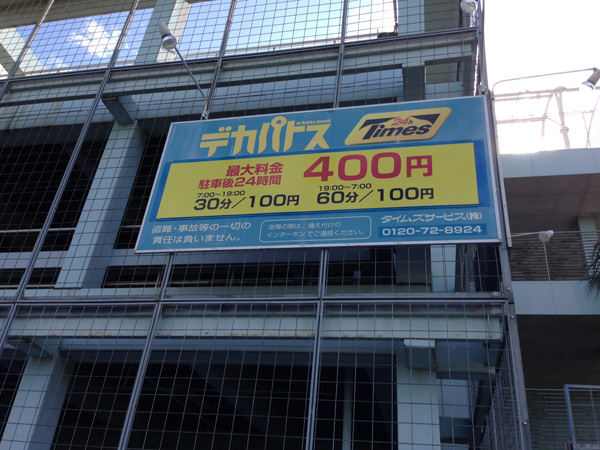 デカパトス
24h
Times
最大料金
駐車後24時間
400円
7:00~19:00
30分/100円
19:00~7:00
60分/100円
盗難・事故等の一切の
責任は負いません。
故障の際は、備え付けの
インターホンでご連絡ください。
タイムズサービス(株)
0120-72-8924